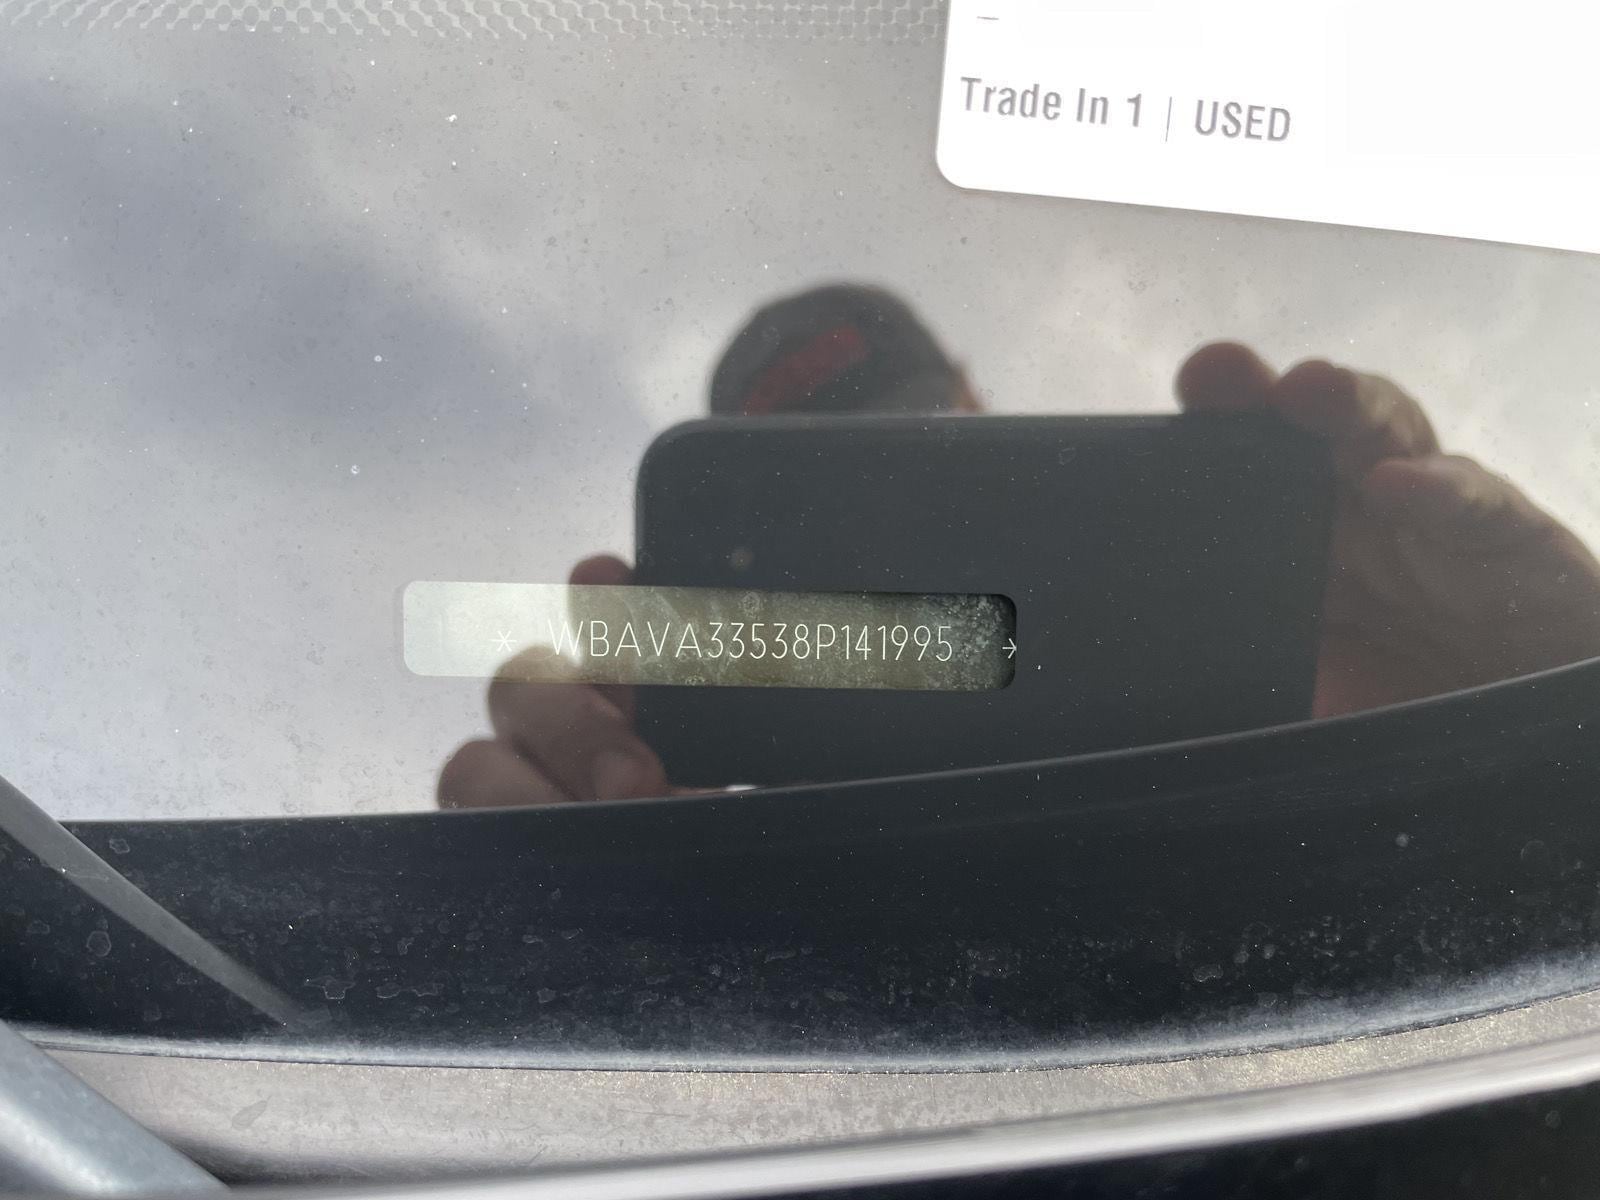 Trade In 1 | USED
* WBAVA33538P141995 *